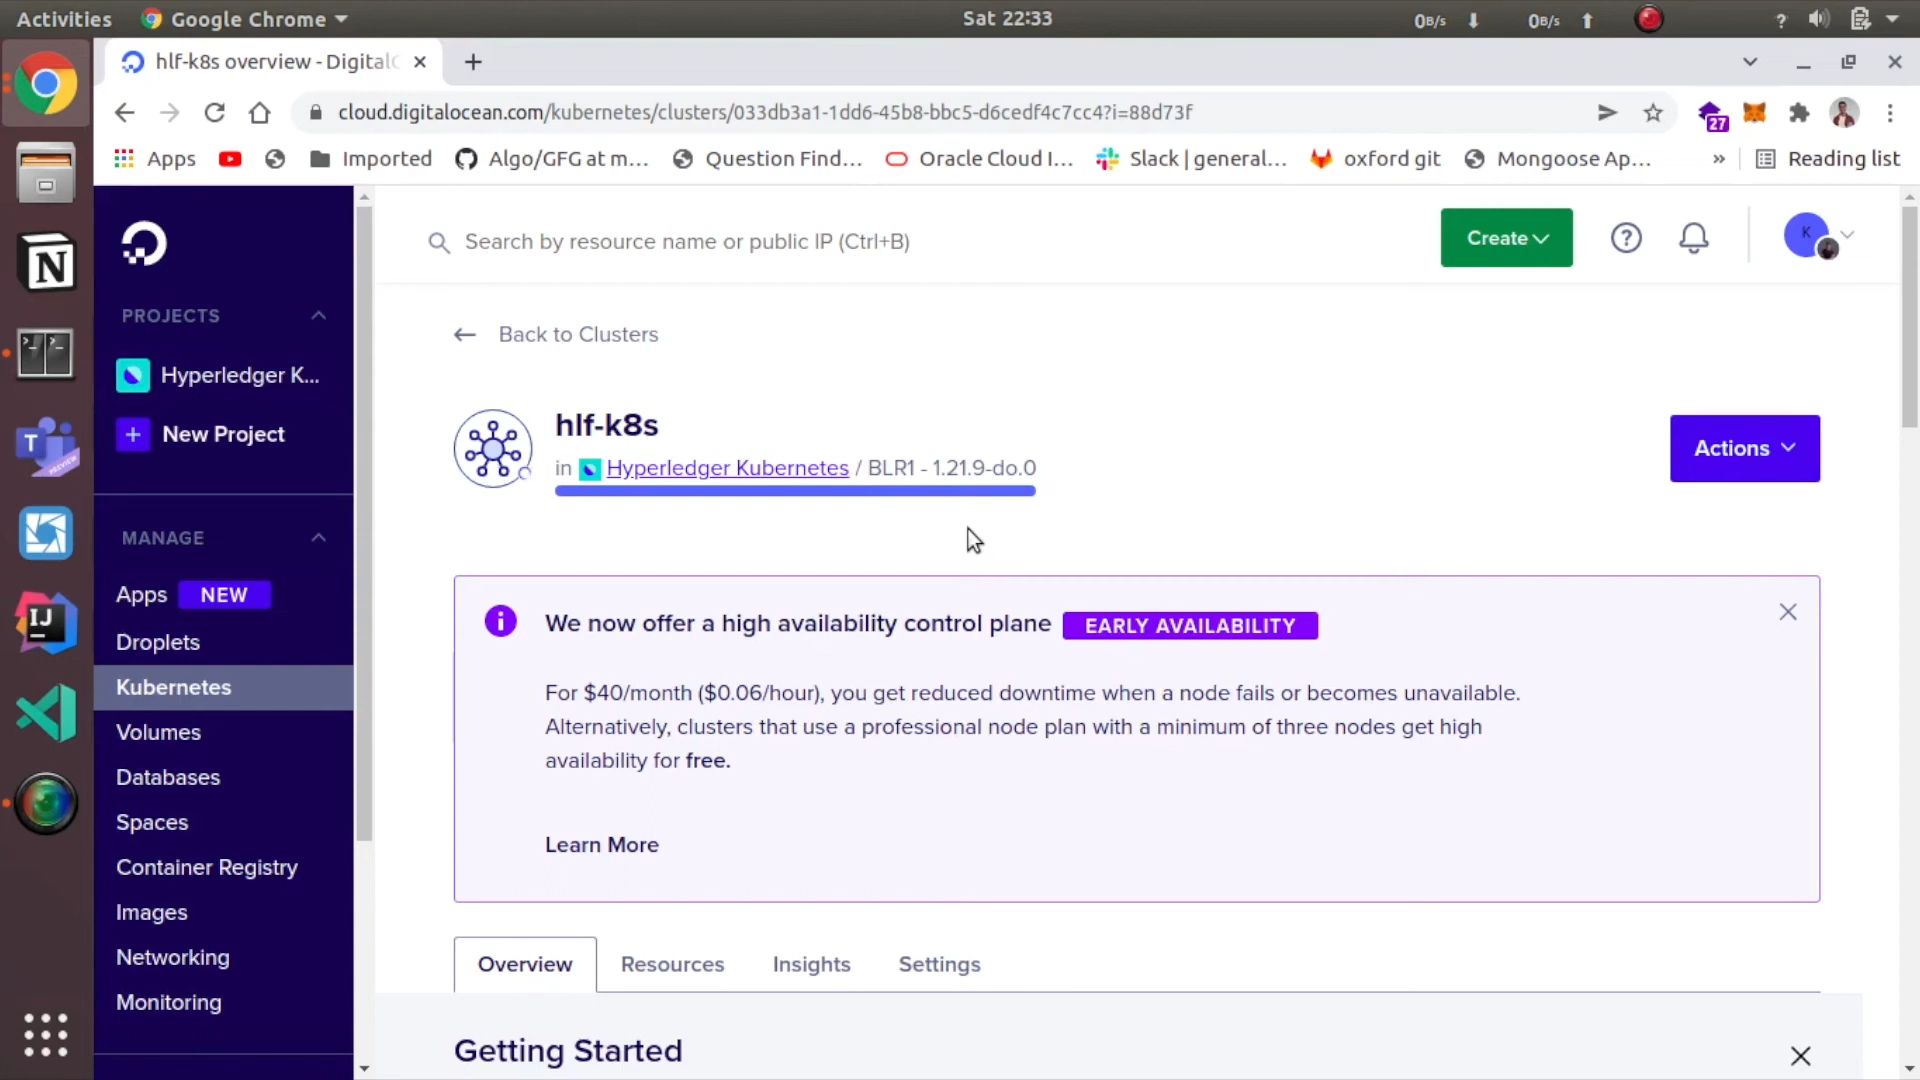 Activities
Google Chrome
Sat 22:33
0B/s
0B/s
?
hlf-k8s overview - Digital
cloud.digitalocean.com/kubernetes/clusters/033db3a1-1dd6-45b8-bbc5-d6cedf4c7cc4?i=88d73f
27
Apps
Imported
Algo/GFG at m...
Question Find...
Oracle Cloud I...
Slack | general...
oxford git
Mongoose Ap...
»
Reading list
Search by resource name or public IP (Ctrl+B)
Create
?
K
PROJECTS
Hyperledger K...
+ New Project
MANAGE
Apps NEW
Droplets
Kubernetes
Volumes
Databases
Spaces
Container Registry
Images
Networking
Monitoring
N
T
PREVIEW
IJ
← Back to Clusters
hlf-k8s
in Hyperledger Kubernetes / BLR1 - 1.21.9-do.0
Actions
We now offer a high availability control plane EARLY AVAILABILITY
For $40/month ($0.06/hour), you get reduced downtime when a node fails or becomes unavailable.
Alternatively, clusters that use a professional node plan with a minimum of three nodes get high
availability for free.
Learn More
Overview
Resources
Insights
Settings
Getting Started